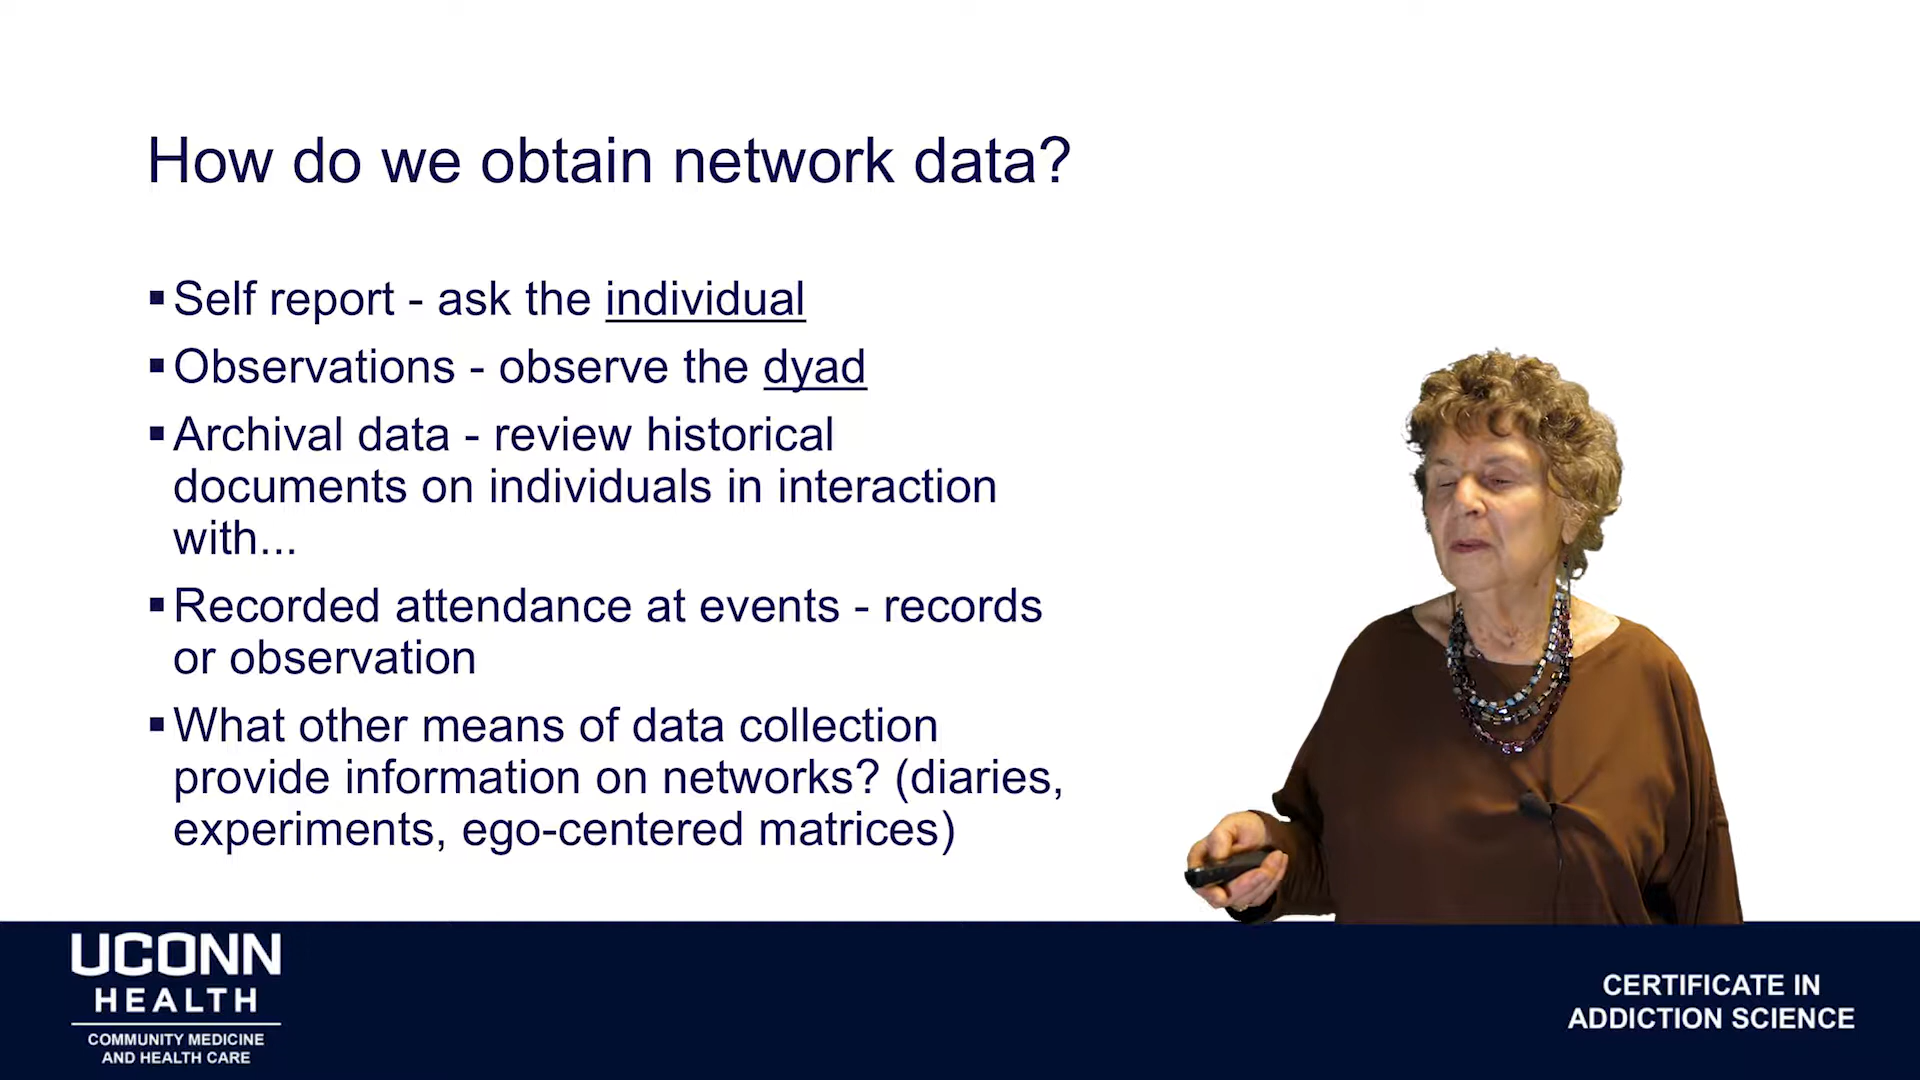 How do we obtain network data?
▪Self report - ask the individual
▪Observations - observe the dyad
▪Archival data - review historical
documents on individuals in interaction
with...
▪Recorded attendance at events - records
or observation
▪What other means of data collection
provide information on networks? (diaries,
experiments, ego-centered matrices)
UCONN
HEALTH
COMMUNITY MEDICINE
AND HEALTH CARE
CERTIFICATE IN
ADDICTION SCIENCE